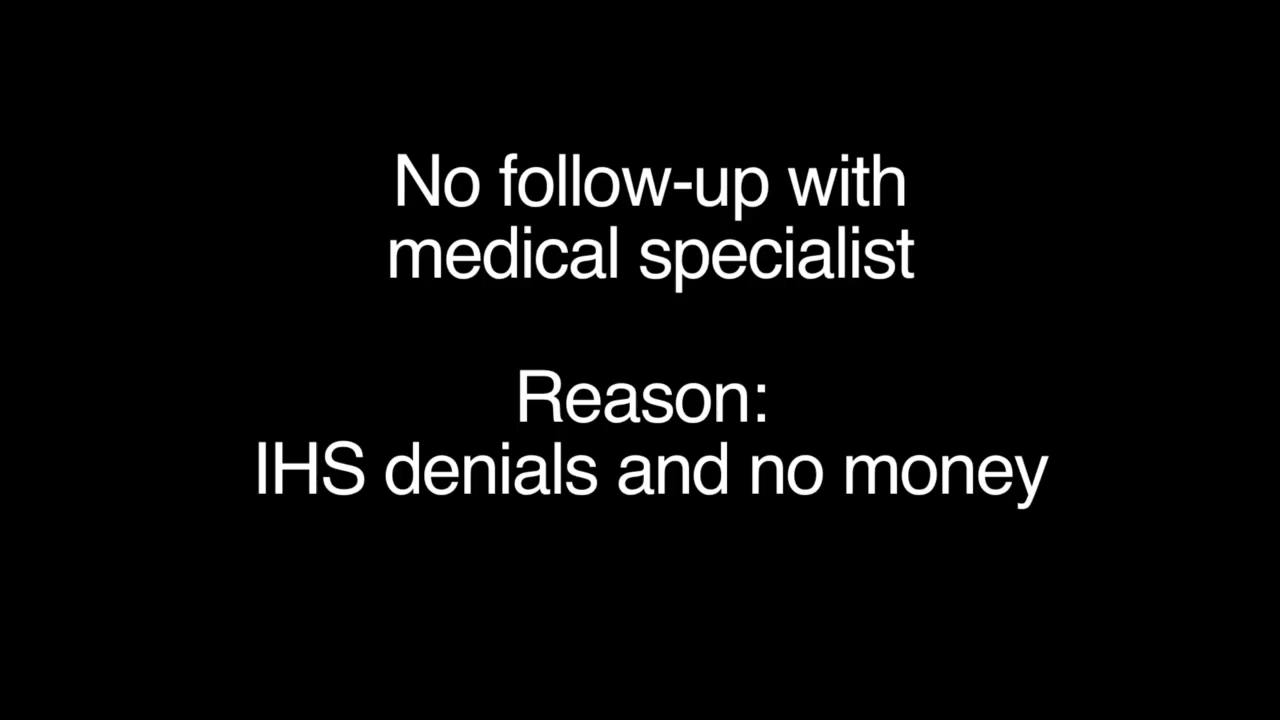 No follow-up with
medical specialist
Reason:
IHS denials and no money